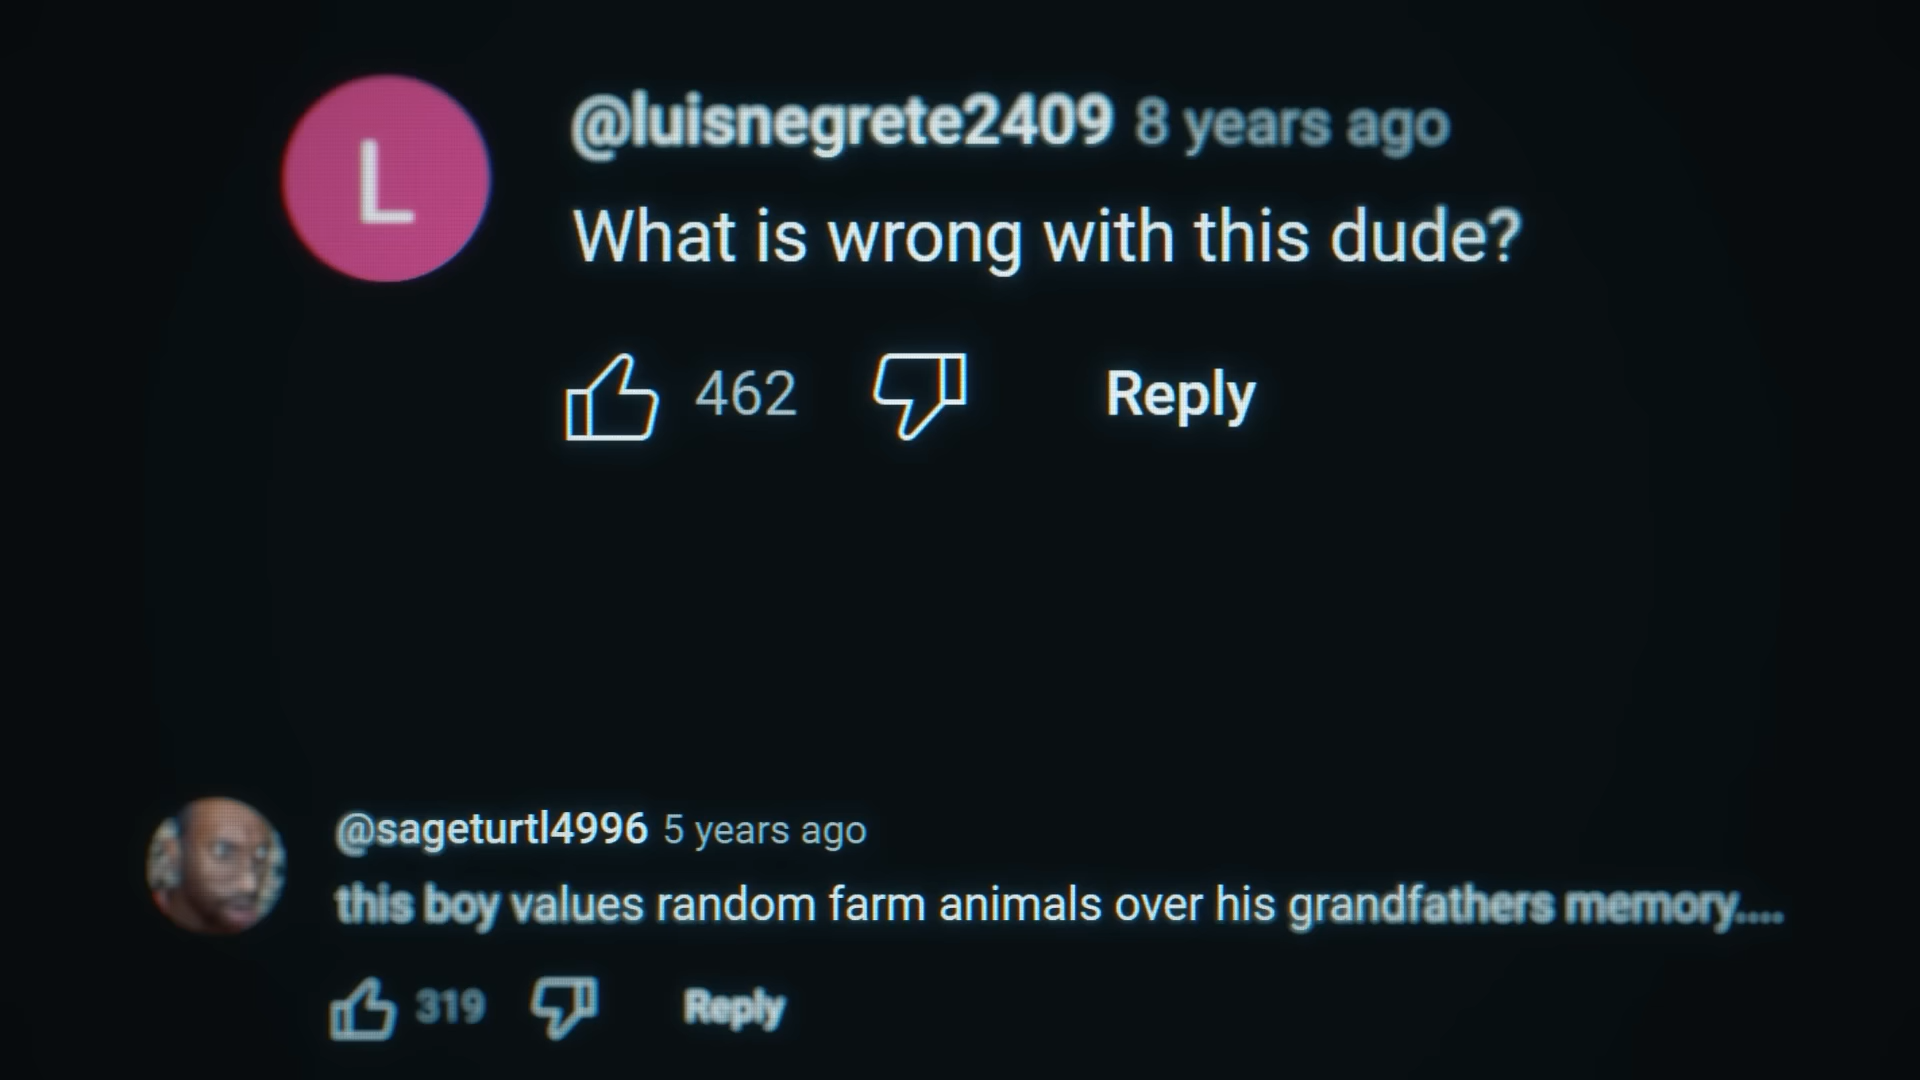 L
@luisnegrete2409 8 years ago
What is wrong with this dude?
462 Reply
@sageturtl4996 5 years ago
this boy values random farm animals over his grandfathers memory....
319 Reply